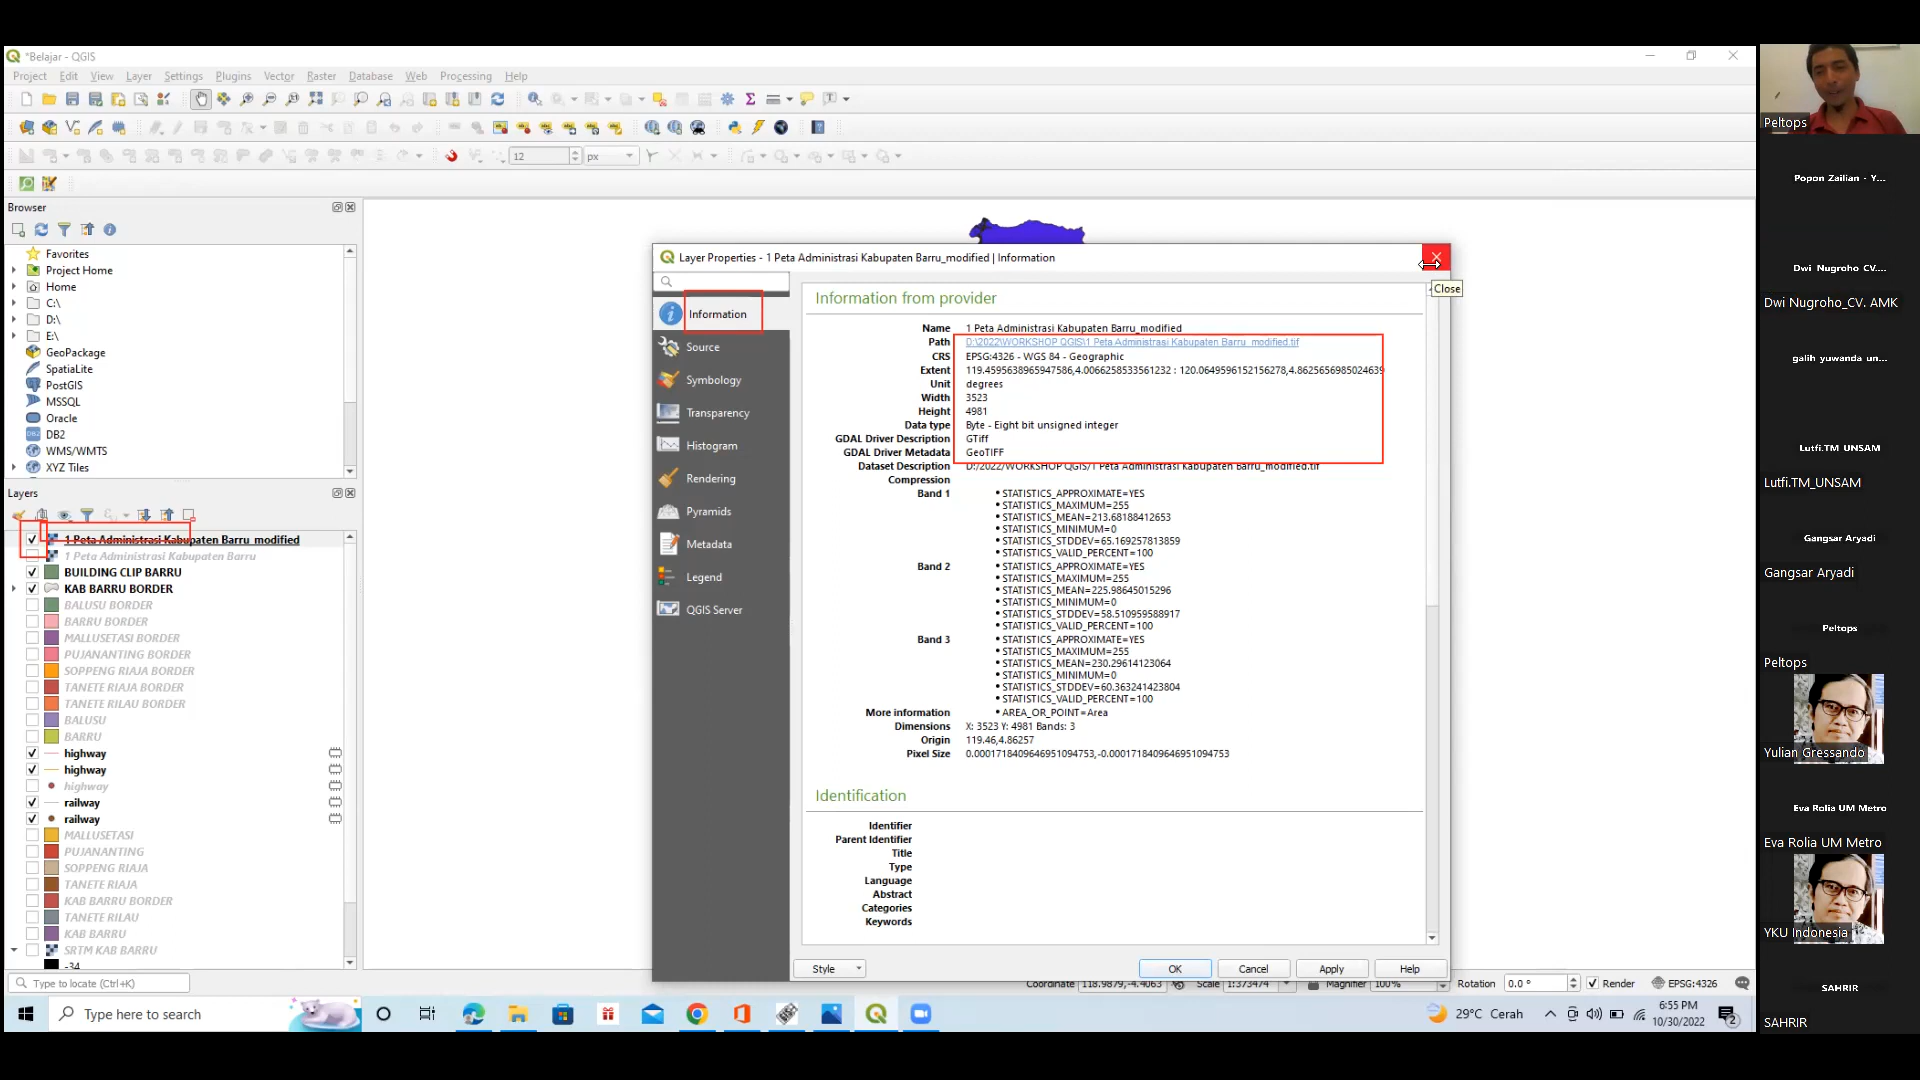 *Belajar - QGIS
Project Edit View Layer Settings Plugins Vector Raster Database Web Processing Help
12 px
Browser
Favorites
Project Home
Home
C:\
D:\
E:\
GeoPackage
SpatiaLite
PostGIS
MSSQL
Oracle
DB2
WMS/WMTS
XYZ Tiles
Layers
1 Peta Administrasi Kabupaten Barru_modified
1 Peta Administrasi Kabupaten Barru
BUILDING CLIP BARRU
KAB BARRU BORDER
BALUSU BORDER
BARRU BORDER
MALLUSETASI BORDER
PUJANANTING BORDER
SOPPENG RIAJA BORDER
TANETE RIAJA BORDER
TANETE RILAU BORDER
BALUSU
BARRU
highway
highway
highway
railway
railway
MALLUSETASI
PUJANANTING
SOPPENG RIAJA
TANETE RIAJA
KAB BARRU BORDER
TANETE RILAU
KAB BARRU
SRTM KAB BARRU
-34
Type to locate (Ctrl+K)
Layer Properties - 1 Peta Administrasi Kabupaten Barru_modified | Information
Close
Information
Source
Symbology
Transparency
Histogram
Rendering
Pyramids
Metadata
Legend
QGIS Server
Information from provider
Name 1 Peta Administrasi Kabupaten Barru_modified
Path D:\2022\WORKSHOP QGIS\1 Peta Administrasi Kabupaten Barru_modified.tif
CRS EPSG:4326 - WGS 84 - Geographic
Extent 119.4595638965947586,4.0066258533561232 : 120.0649596152156278,4.8625656985024639
Unit degrees
Width 3523
Height 4981
Data type Byte - Eight bit unsigned integer
GDAL Driver Description GTiff
GDAL Driver Metadata GeoTIFF
Dataset Description D:/2022/WORKSHOP QGIS/1 Peta Administrasi Kabupaten Barru_modified.tif
Compression
Band 1 • STATISTICS_APPROXIMATE=YES
• STATISTICS_MAXIMUM=255
• STATISTICS_MEAN=213.68188412653
• STATISTICS_MINIMUM=0
• STATISTICS_STDDEV=65.169257813859
• STATISTICS_VALID_PERCENT=100
Band 2 • STATISTICS_APPROXIMATE=YES
• STATISTICS_MAXIMUM=255
• STATISTICS_MEAN=225.98645015296
• STATISTICS_MINIMUM=0
• STATISTICS_STDDEV=58.510959588917
• STATISTICS_VALID_PERCENT=100
Band 3 • STATISTICS_APPROXIMATE=YES
• STATISTICS_MAXIMUM=255
• STATISTICS_MEAN=230.29614123064
• STATISTICS_MINIMUM=0
• STATISTICS_STDDEV=60.363241423804
• STATISTICS_VALID_PERCENT=100
More information • AREA_OR_POINT=Area
Dimensions X: 3523 Y: 4981 Bands: 3
Origin 119.46,4.86257
Pixel Size 0.0001718409646951094753,-0.0001718409646951094753
Identification
Identifier
Parent Identifier
Title
Type
Language
Abstract
Categories
Keywords
Style OK Cancel Apply Help
Coordinate 118.9879,-4.4063 Scale 1:373474 Magnifier 100% Rotation 0.0 ° Render EPSG:4326
Type here to search
29°C Cerah
6:55 PM
10/30/2022
2
Peltops
Popon Zailian - Y...
Dwi Nugroho CV....
Dwi Nugroho_CV. AMK
galih yuwanda un...
Lutfi.TM UNSAM
Lutfi.TM_UNSAM
Gangsar Aryadi
Gangsar Aryadi
Peltops
Peltops
Yulian Gressando
Eva Rolia UM Metro
Eva Rolia UM Metro
YKU Indonesia
SAHRIR
SAHRIR